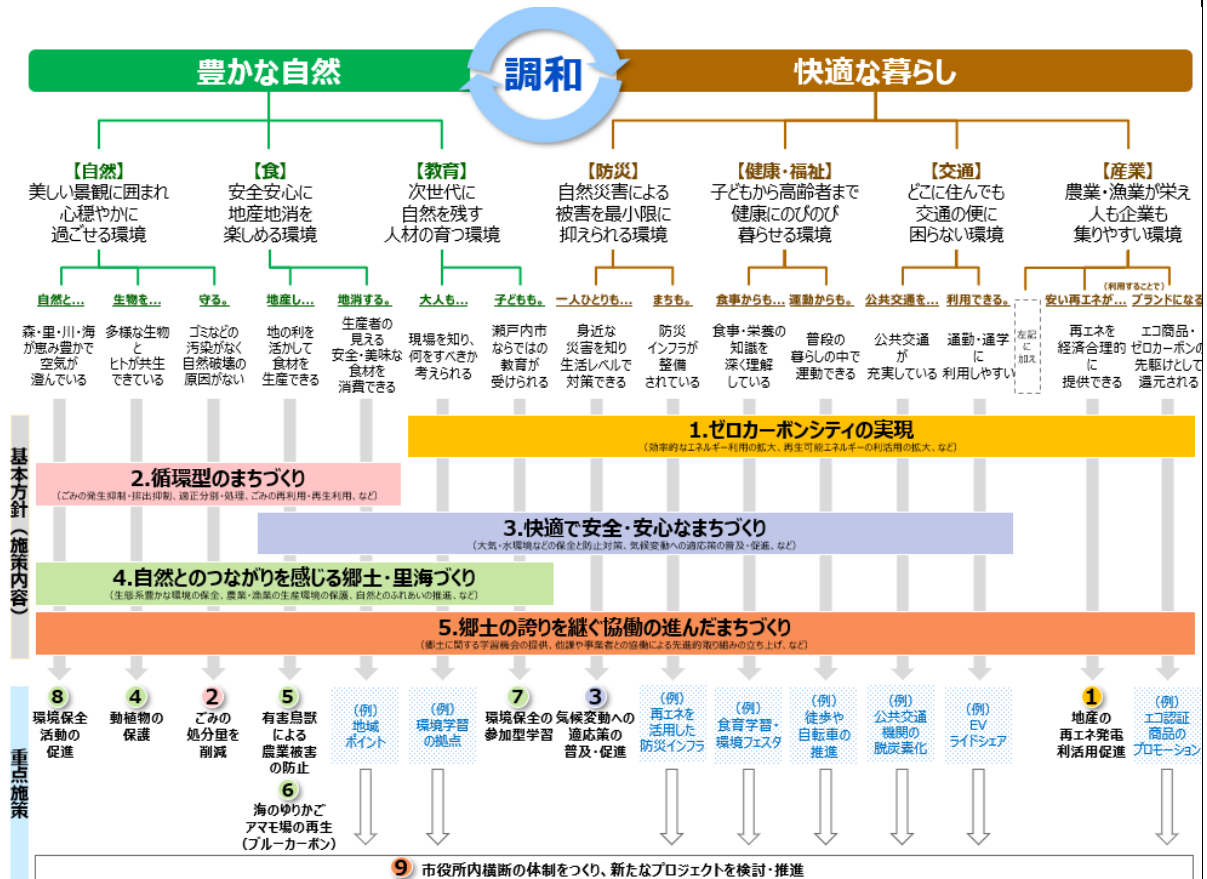 豊かな自然
調和
快適な暮らし
【自然】
美しい景観に囲まれ
心穏やかに
過ごせる環境
【食】
安全安心に
地産地消を
楽しめる環境
【教育】
次世代に
自然を残す
人材の育つ環境
【防災】
自然災害による
被害を最小限に
抑えられる環境
【健康・福祉】
子どもから高齢者まで
健康にのびのび
暮らせる環境
【交通】
どこに住んでも
交通の便に
困らない環境
【産業】
農業・漁業が栄え
人も企業も
集りやすい環境
自然と…
森・里・川・海
が恵み豊かで
空気が
澄んでいる
生物を…
多様な生物
と
ヒトが共生
できている
守る。
ゴミなどの
汚染がなく
自然破壊の
原因がない
地産し…
地の利を
活かして
食材を
生産できる
地消する。
生産者の
見える
安全・美味な
食材を
消費できる
大人も…
現場を知り、
何をすべきか
考えられる
子どもも。
瀬戸内市
ならではの
教育が
受けられる
一人ひとりも…
身近な
災害を知り
生活レベルで
対策できる
まちも。
防災
インフラが
整備
されている
食事からも…
食事・栄養の
知識を
深く理解
している
運動からも。
普段の
暮らしの中で
運動できる
公共交通を…
公共交通
が
充実している
利用できる。
通勤・通学
に
利用しやすい
左記
に
加え
安い再エネが…
再エネを
経済合理的
に
提供できる
(利用することで)
ブランドになる
エコ商品・
ゼロカーボンの
先駆けとして
還元される
基本方針（施策内容）
1.ゼロカーボンシティの実現
(効率的なエネルギー利用の拡大、再生可能エネルギーの利活用の拡大、など)
2.循環型のまちづくり
(ごみの発生抑制・排出抑制、適正分別・処理、ごみの再利用・再生利用、など)
3.快適で安全・安心なまちづくり
(大気・水環境などの保全と防止対策、気候変動への適応策の普及・促進、など)
4.自然とのつながりを感じる郷土・里海づくり
(生態系豊かな環境の保全、農業・漁業の生産環境の保護、自然とのふれあいの推進、など)
5.郷土の誇りを継ぐ協働の進んだまちづくり
(郷土に関する学習機会の提供、他課や事業者との協働による先進的取り組みの立ち上げ、など)
重点施策
8
環境保全
活動の
促進
4
動植物の
保護
2
ごみの
処分量を
削減
5
有害鳥獣
による
農業被害
の防止
6
海のゆりかご
アマモ場の再生
(ブルーカーボン)
(例)
地域
ポイント
(例)
環境学習
の拠点
7
環境保全の
参加型学習
3
気候変動への
適応策の
普及・促進
(例)
再エネを
活用した
防災インフラ
(例)
食育学習・
環境フェスタ
(例)
徒歩や
自転車の
推進
(例)
公共交通
機関の
脱炭素化
(例)
EV
ライドシェア
1
地産の
再エネ発電
利活用促進
(例)
エコ認証
商品の
プロモーション
9 市役所内横断の体制をつくり、新たなプロジェクトを検討・推進